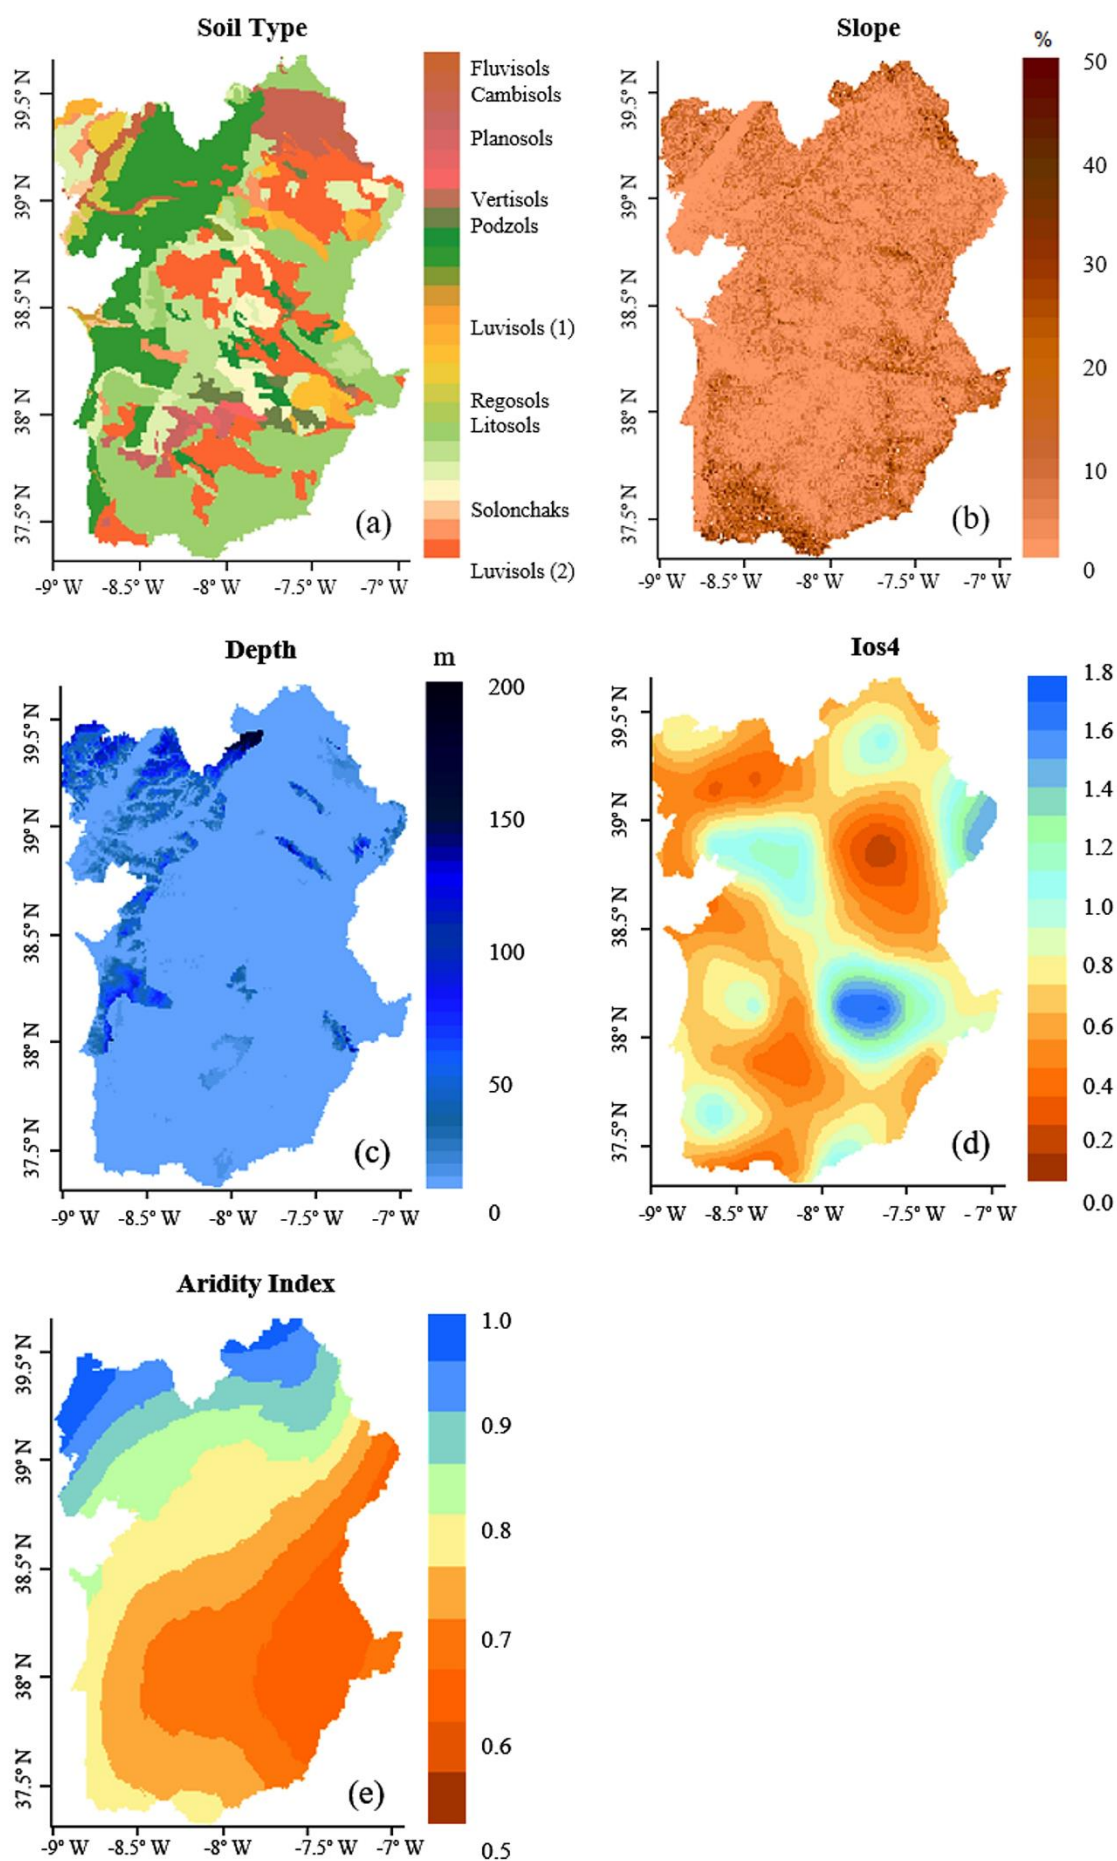 Soil Type
39.5° N
39° N
38.5° N
38° N
37.5° N
-9° W
-8.5° W
-8° W
-7.5° W
-7° W
Fluvisols
Cambisols
Planosols
Vertisols
Podzols
Luvisols (1)
Regosols
Litosols
Solonchaks
Luvisols (2)
(a)
Slope
39.5° N
39° N
38.5° N
38° N
37.5° N
-9° W
-8.5° W
-8° W
-7.5° W
-7° W
%
50
40
30
20
10
0
(b)
Depth
39.5° N
39° N
38.5° N
38° N
37.5° N
-9° W
-8.5° W
-8° W
-7.5° W
-7° W
m
200
150
100
50
0
(c)
Ios4
39.5° N
39° N
38.5° N
38° N
37.5° N
-9° W
-8.5° W
-8° W
-7.5° W
- 7° W
1.8
1.6
1.4
1.2
1.0
0.8
0.6
0.4
0.2
0.0
(d)
Aridity Index
39.5° N
39° N
38.5° N
38° N
37.5° N
-9° W
-8.5° W
-8° W
-7.5° W
-7° W
1.0
0.9
0.8
0.7
0.6
0.5
(e)